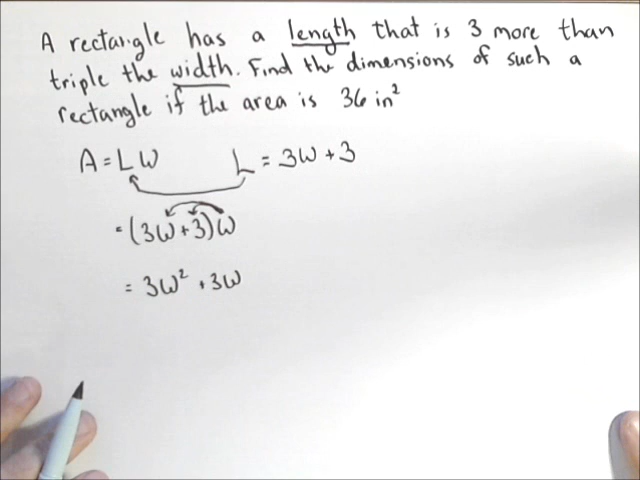 A rectangle has a length that is 3 more than
triple the width. Find the dimensions of such a
rectangle if the area is 36 in²
A = L W L = 3W + 3
= (3W + 3) W
= 3W² + 3W